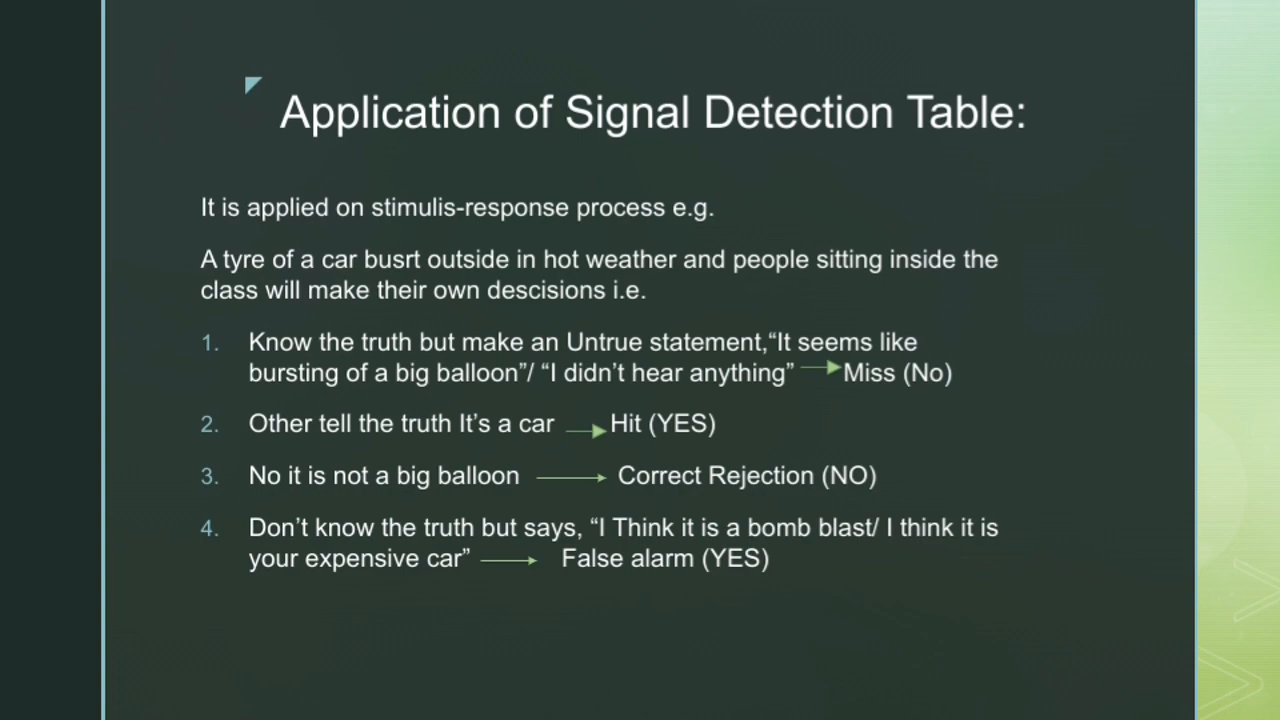 Application of Signal Detection Table:
It is applied on stimulis-response process e.g.
A tyre of a car busrt outside in hot weather and people sitting inside the
class will make their own descisions i.e.
1. Know the truth but make an Untrue statement,“It seems like
bursting of a big balloon”/ “I didn’t hear anything” Miss (No)
2. Other tell the truth It’s a car Hit (YES)
3. No it is not a big balloon Correct Rejection (NO)
4. Don’t know the truth but says, “I Think it is a bomb blast/ I think it is
your expensive car” False alarm (YES)